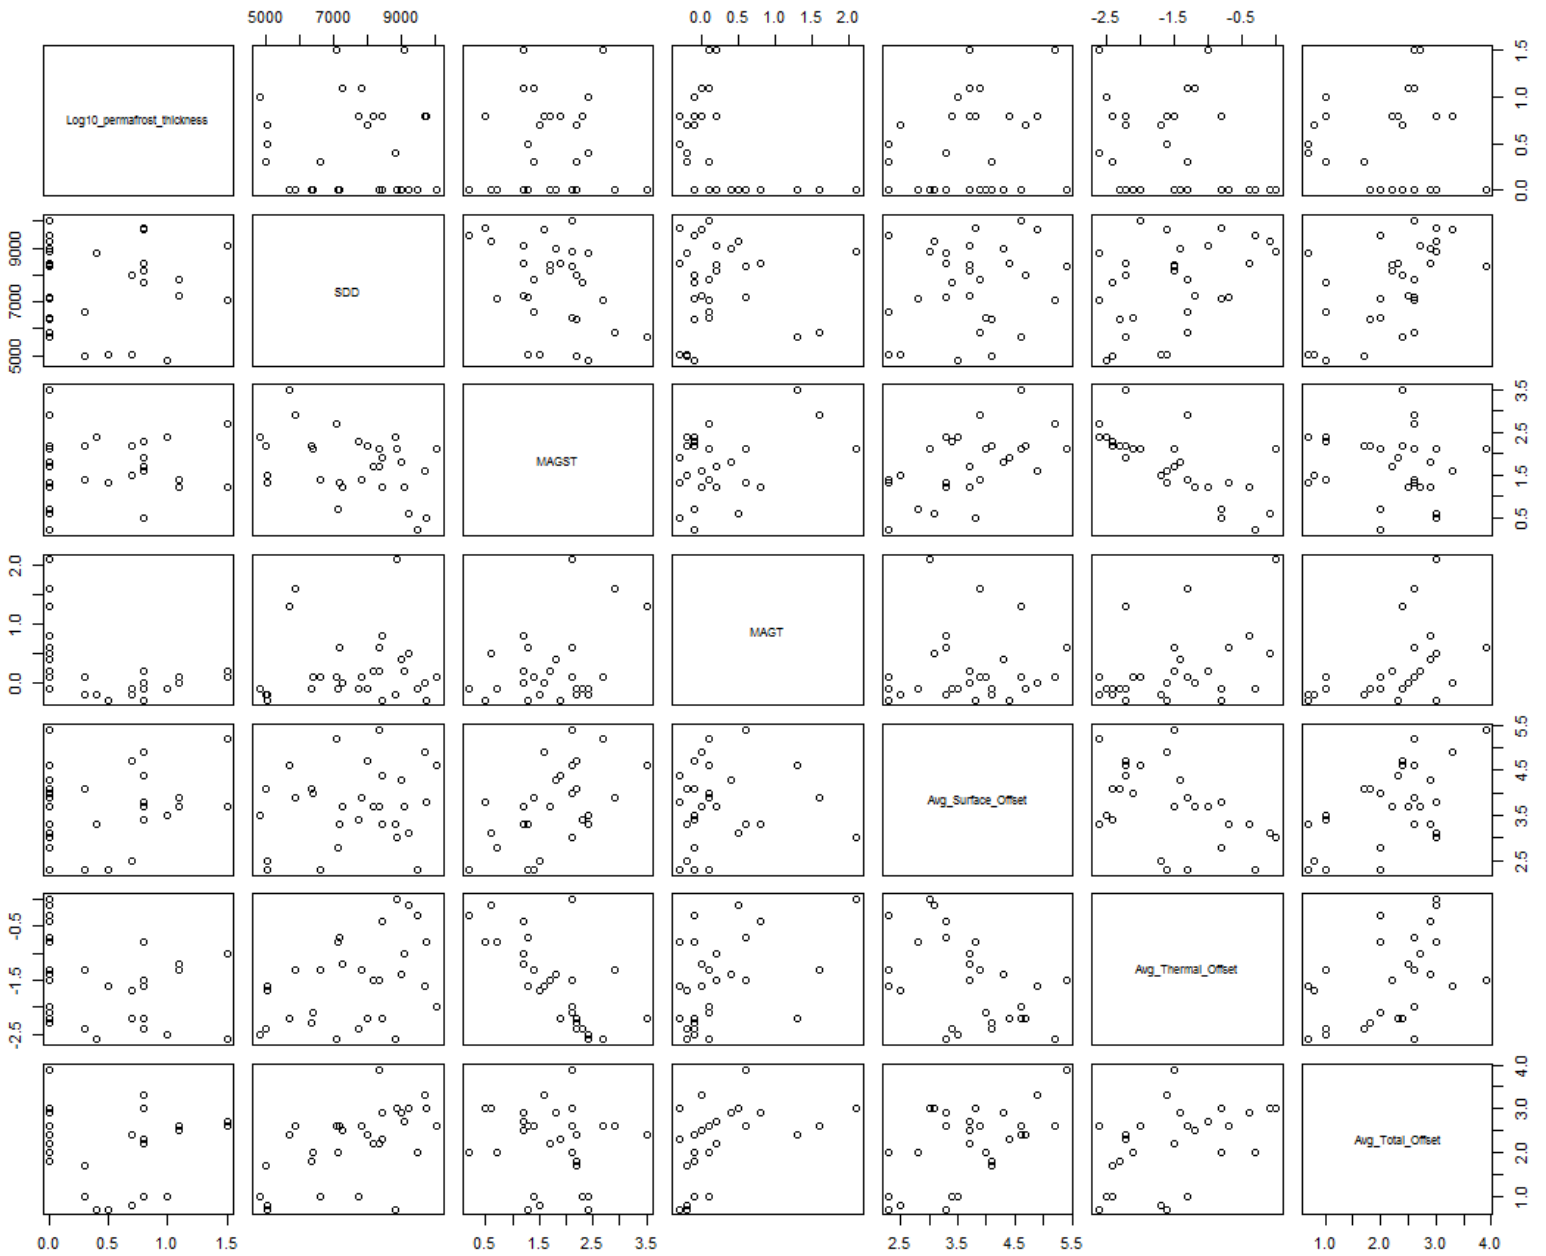 5000 7000 9000 0.0 0.5 1.0 2.0 -2.5 -1.5 -0.5
Log10_permafrost_thickness
0.0 0.5 1.0 1.5
5000 7000 9000
SDD
MAGST
0.5 1.5 2.5 3.5
0.0 1.0 2.0
MAGT
Avg_Surface_Offset
2.5 3.5 4.5 5.5
-2.5 -1.5 -0.5
Avg_Thermal_Offset
Avg_Total_Offset
1.0 2.0 3.0 4.0
0.0 0.5 1.0 1.5 0.5 1.5 2.5 3.5 2.5 3.5 4.5 5.5 1.0 2.0 3.0 4.0